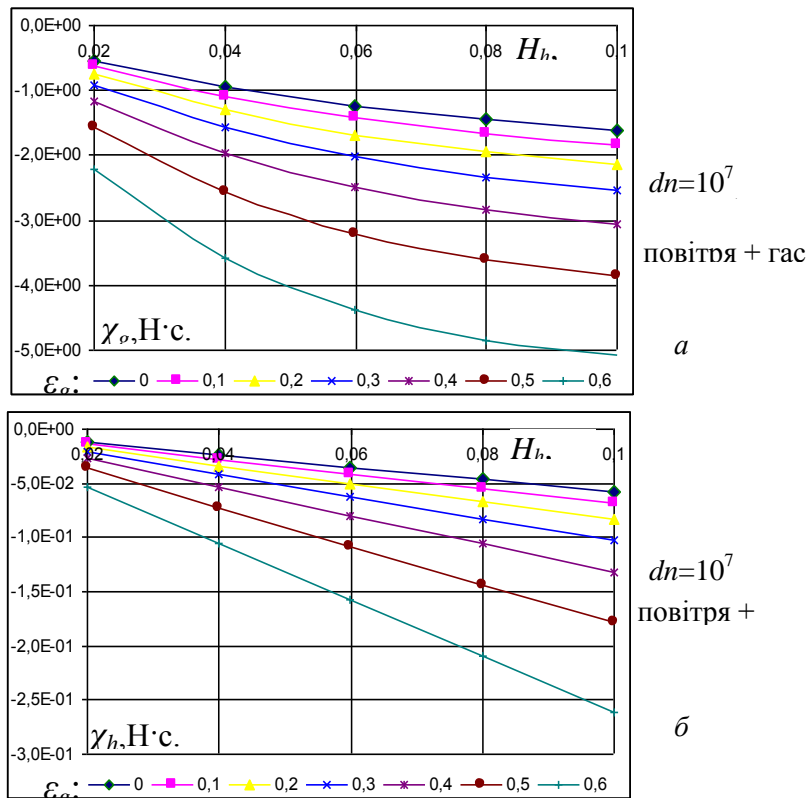 0,0E+00
0,02 0,04 0,06 0,08 0,1
H_h,
-1,0E+00
-2,0E+00
-3,0E+00
-4,0E+00
-5,0E+00
χ_g,Н·с.
ε_g: 0 0,1 0,2 0,3 0,4 0,5 0,6
dn=10^7
повітря + гас
а
0,0E+00
0,02 0,04 0,06 0,08 0,1
H_h,
-5,0E-02
-1,0E-01
-1,5E-01
-2,0E-01
-2,5E-01
-3,0E-01
χ_h,Н·с.
ε_g: 0 0,1 0,2 0,3 0,4 0,5 0,6
dn=10^7
повітря +
б